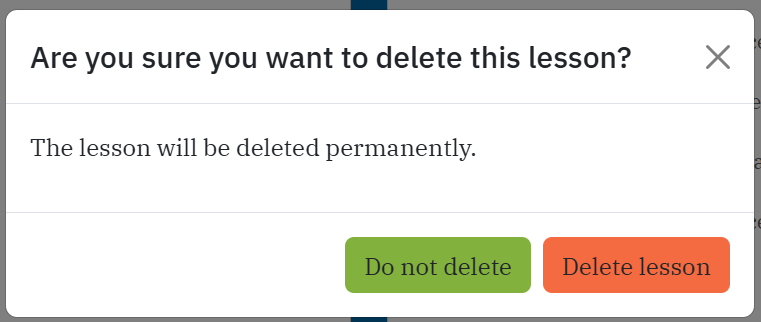 Are you sure you want to delete this lesson?
The lesson will be deleted permanently.
Do not delete
Delete lesson